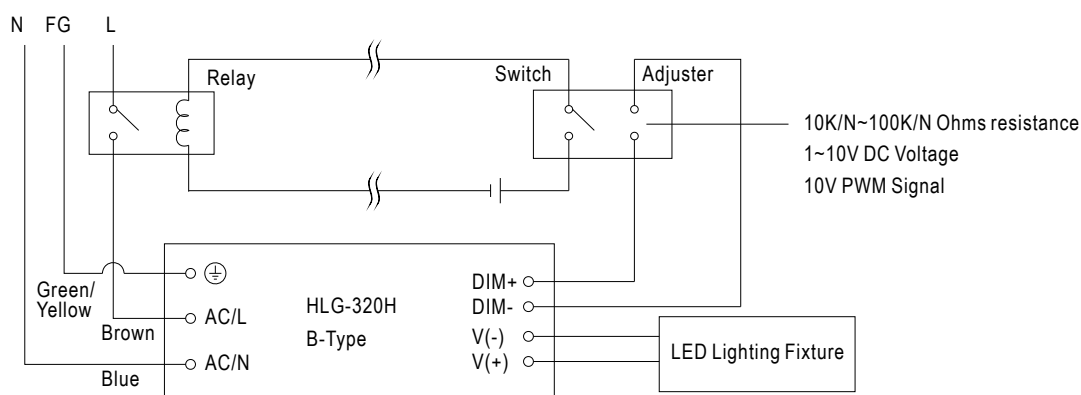 N FG L
Relay
Switch
Adjuster
10K/N~100K/N Ohms resistance
1~10V DC Voltage
10V PWM Signal
Green/
Yellow
Brown
Blue
AC/L
AC/N
HLG-320H
B-Type
DIM+
DIM-
V(-)
V(+)
LED Lighting Fixture